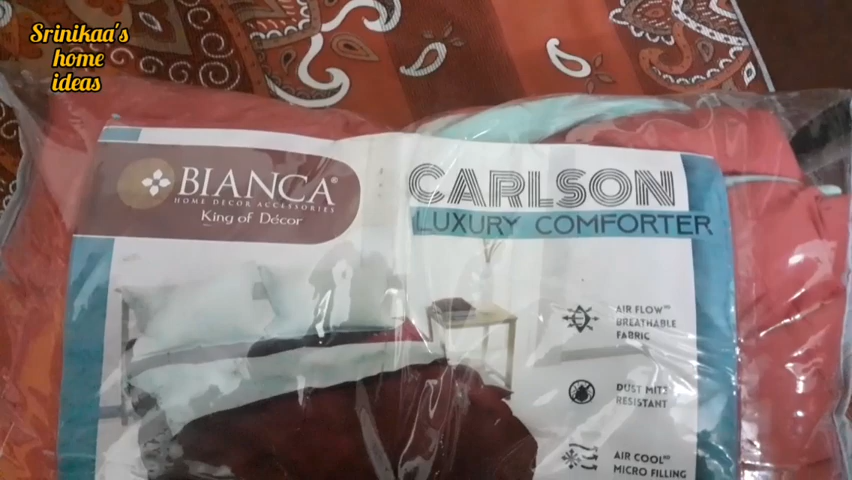 Srinikaa's
home
ideas
BIANCA®
HOME DECOR ACCESSORIES
King of Décor
CARLSON
LUXURY COMFORTER
AIR FLOW
BREATHABLE
FABRIC
DUST MITE
RESISTANT
AIR COOL
MICRO FILLING